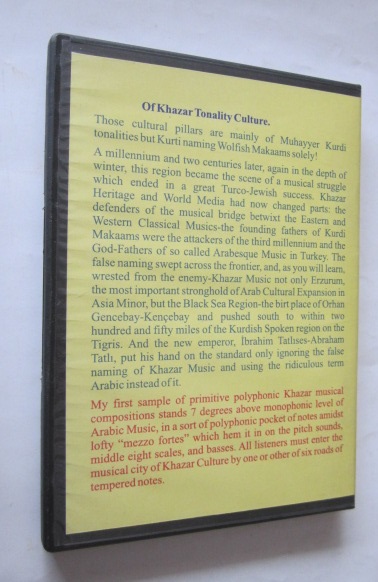 Of Khazar Tonality Culture.
Those cultural pillars are mainly of Muhayyer Kurdi
tonalities but Kurti naming Wolfish Makaams solely!
A millennium and two centuries later, again in the depth of
winter, this region became the scene of a musical struggle
which ended in a great Turco-Jewish success. Khazar
Heritage and World Media had now changed parts: the
defenders of the musical bridge betwixt the Eastern and
Western Classical Musics-the founding fathers of Kurdi
Makaams were the attackers of the third millennium and the
God-Fathers of so called Arabesque Music in Turkey. The
false naming swept across the frontier, and, as you will learn,
wrested from the enemy-Khazar Music not only Erzurum,
the most important stronghold of Arab Cultural Expansion in
Asia Minor, but the Black Sea Region-the birt place of Orhan
Gencebay-Kençebay and pushed south to within two
hundred and fifty miles of the Kurdish Spoken region on the
Tigris. And the new emperor, İbrahim Tatlıses-Abraham
Tatlı, put his hand on the standard only ignoring the false
naming of Khazar Music and using the ridiculous term
Arabic instead of it.
My first sample of primitive polyphonic Khazar musical
compositions stands 7 degrees above monophonic level of
Arabic Music, in a sort of polyphonic pocket of notes amidst
lofty “mezzo fortes” which hem it in on the pitch sounds,
middle eight scales, and basses. All listeners must enter the
musical city of Khazar Culture by one or other of six roads of
tempered notes.